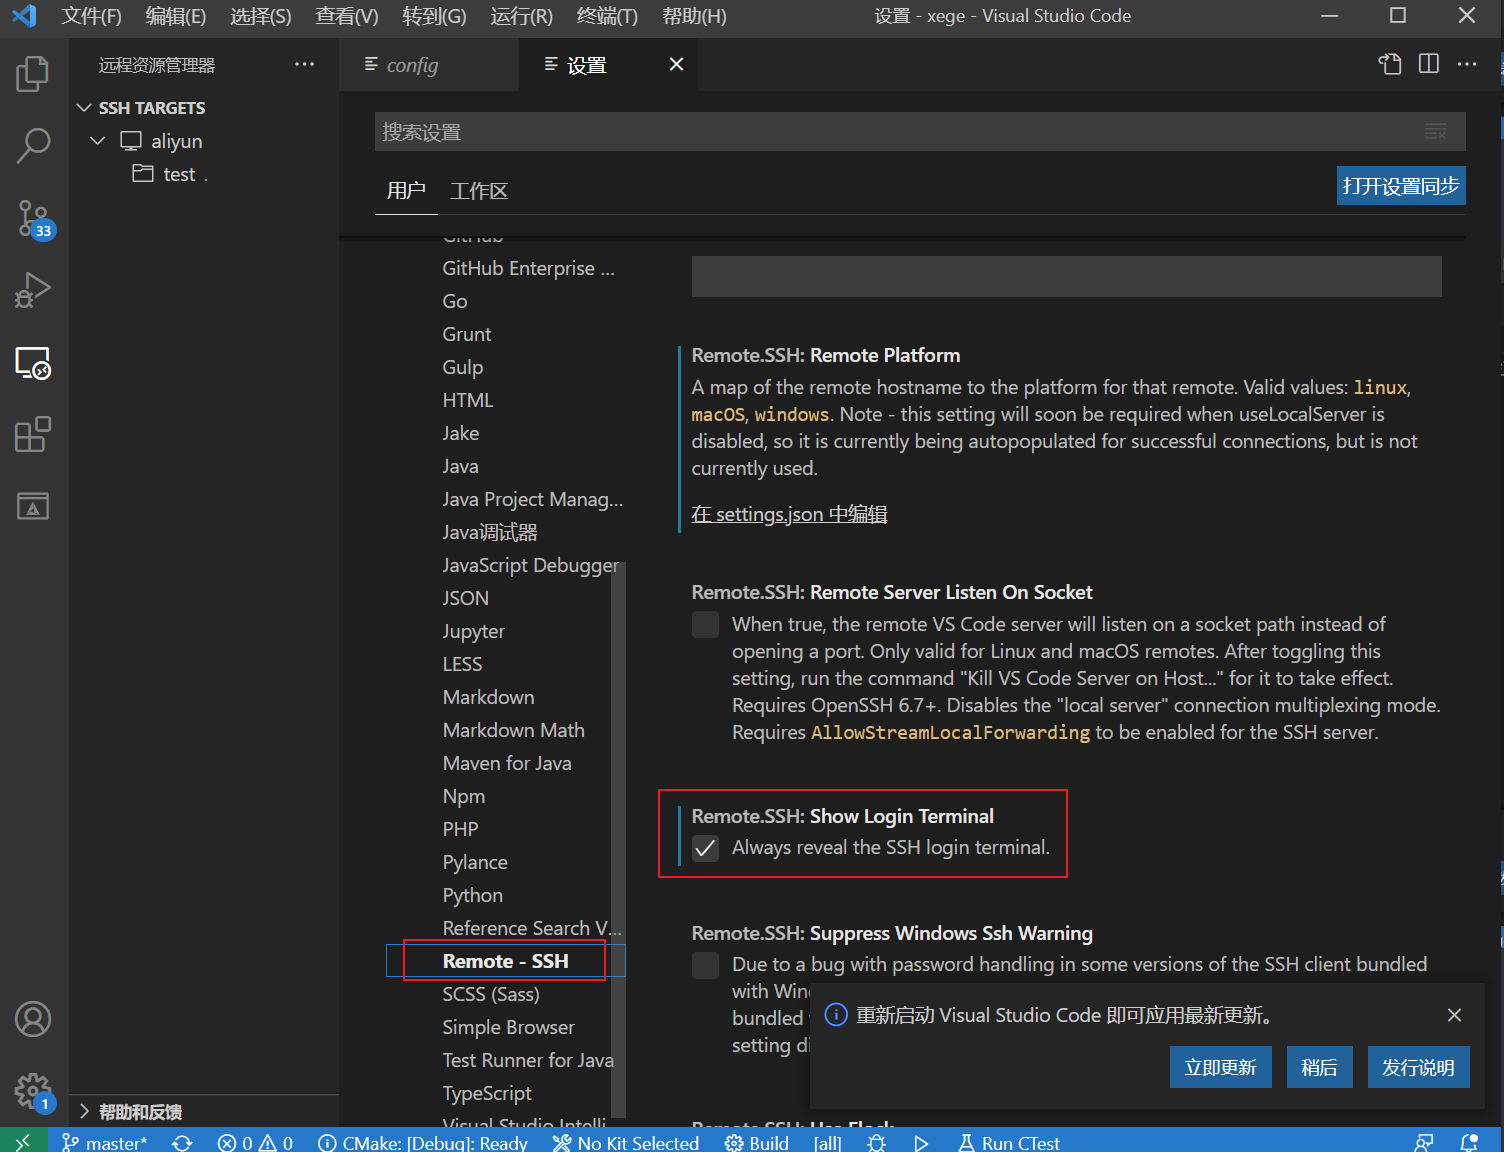 文件(F) 编辑(E) 选择(S) 查看(V) 转到(G) 运行(R) 终端(T) 帮助(H) 设置 - xege - Visual Studio Code
远程资源管理器 ···
config
设置
SSH TARGETS
aliyun
test .
33
搜索设置
用户 工作区
打开设置同步
GitHub
GitHub Enterprise ...
Go
Grunt
Gulp
HTML
Jake
Java
Java Project Manag...
Java调试器
JavaScript Debugger
JSON
Jupyter
LESS
Markdown
Markdown Math
Maven for Java
Npm
PHP
Pylance
Python
Reference Search V...
Remote - SSH
SCSS (Sass)
Simple Browser
Test Runner for Java
TypeScript
Visual Studio Intelli
Remote.SSH: Remote Platform
A map of the remote hostname to the platform for that remote. Valid values: linux,
macOS, windows. Note - this setting will soon be required when useLocalServer is
disabled, so it is currently being autopopulated for successful connections, but is not
currently used.
在 settings.json 中编辑
Remote.SSH: Remote Server Listen On Socket
When true, the remote VS Code server will listen on a socket path instead of
opening a port. Only valid for Linux and macOS remotes. After toggling this
setting, run the command "Kill VS Code Server on Host..." for it to take effect.
Requires OpenSSH 6.7+. Disables the "local server" connection multiplexing mode.
Requires AllowStreamLocalForwarding to be enabled for the SSH server.
Remote.SSH: Show Login Terminal
Always reveal the SSH login terminal.
Remote.SSH: Suppress Windows Ssh Warning
Due to a bug with password handling in some versions of the SSH client bundled
with Win
bundled
setting di
重新启动 Visual Studio Code 即可应用最新更新。
立即更新 稍后 发行说明
1
帮助和反馈
master* 0 0 CMake: [Debug]: Ready No Kit Selected Build [all] Run CTest